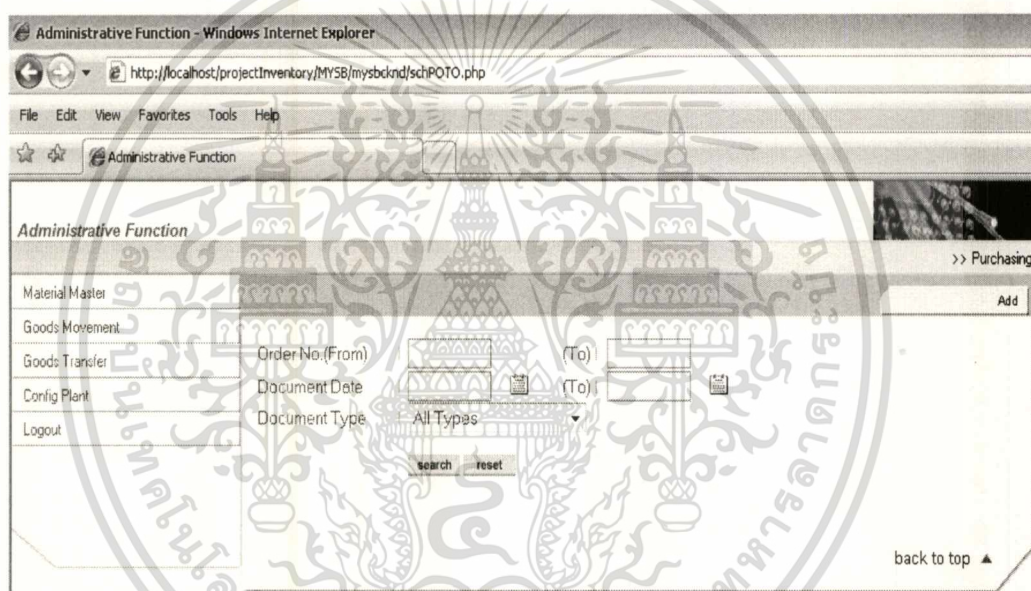 Administrative Function - Windows Internet Explorer
http://localhost/projectInventory/MYSB/mysbcknd/schPOTO.php
File Edit View Favorites Tools Help
Administrative Function
Administrative Function
>> Purchasing
Material Master
Add
Goods Movement
Goods Transfer
Config Plant
Logout
Order No.(From) (To)
Document Date (To)
Document Type All Types
search reset
back to top ▲